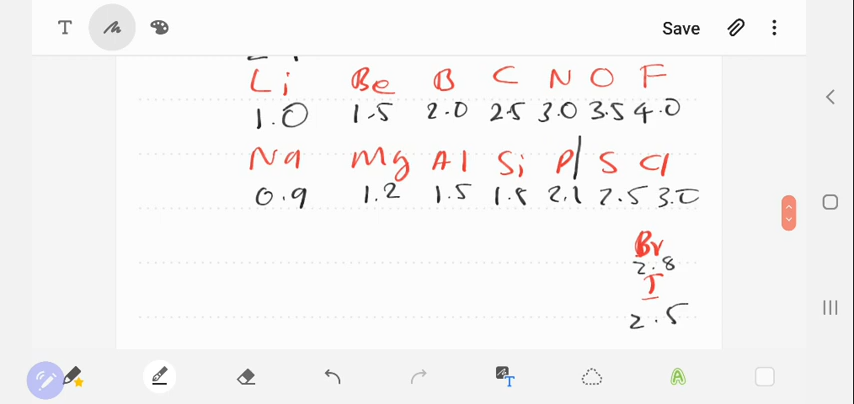 T
Save
Li Be B C N O F
1.0 1.5 2.0 2.5 3.0 3.5 4.0
Na Mg Al Si P S Cl
0.9 1.2 1.5 1.8 2.1 2.5 3.0
Br
2.8
I
2.5
T
A